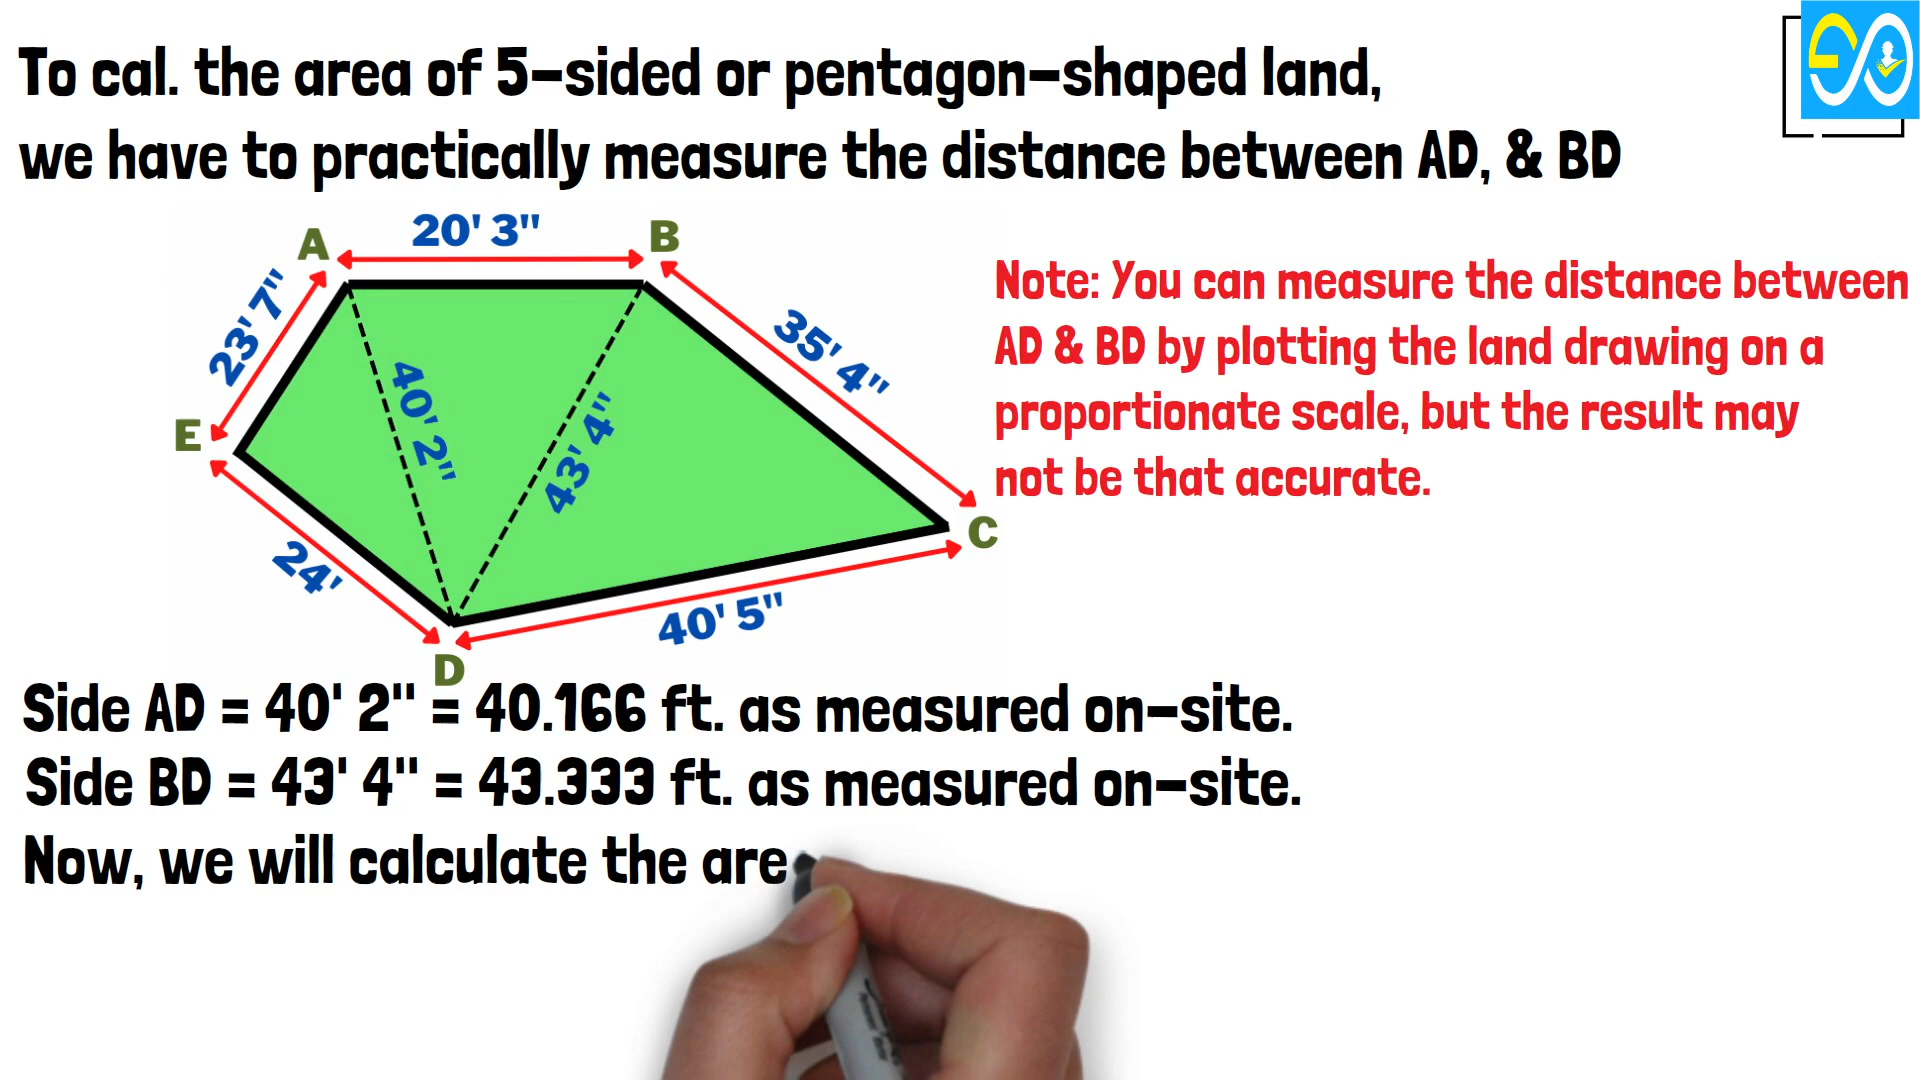 To cal. the area of 5-sided or pentagon-shaped land,
we have to practically measure the distance between AD, & BD
A
20' 3"
B
23' 7"
35' 4"
40' 2"
43' 4"
E
C
24'
40' 5"
D
Note: You can measure the distance between
AD & BD by plotting the land drawing on a
proportionate scale, but the result may
not be that accurate.
Side AD = 40' 2" = 40.166 ft. as measured on-site.
Side BD = 43' 4" = 43.333 ft. as measured on-site.
Now, we will calculate the are